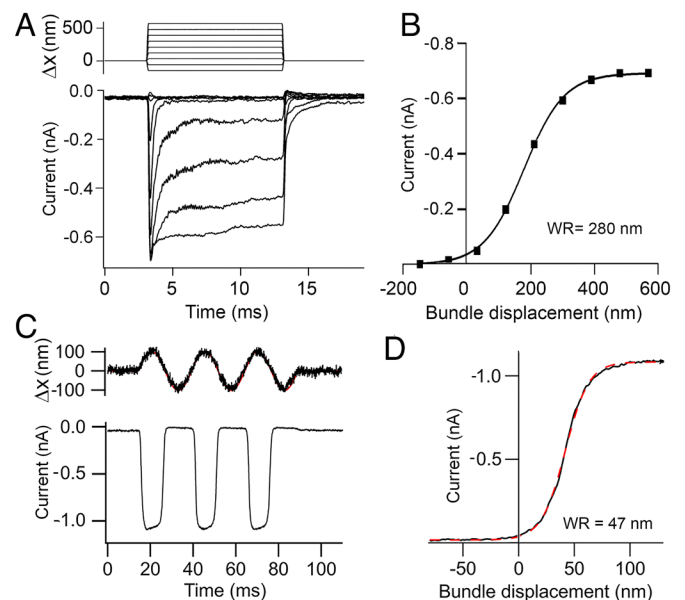 A
Δx (nm)
500
0
0.0
-0.2
-0.4
-0.6
Current (nA)
0 5 10 15
Time (ms)
B
-0.8
-0.6
-0.4
-0.2
Current (nA)
WR= 280 nm
-200 0 200 400 600
Bundle displacement (nm)
C
Δx(nm)
100
0
-100
0.0
-0.5
-1.0
Current (nA)
0 20 40 60 80 100
Time (ms)
D
-1.0
-0.5
Current (nA)
WR = 47 nm
-50 0 50 100
Bundle displacement (nm)